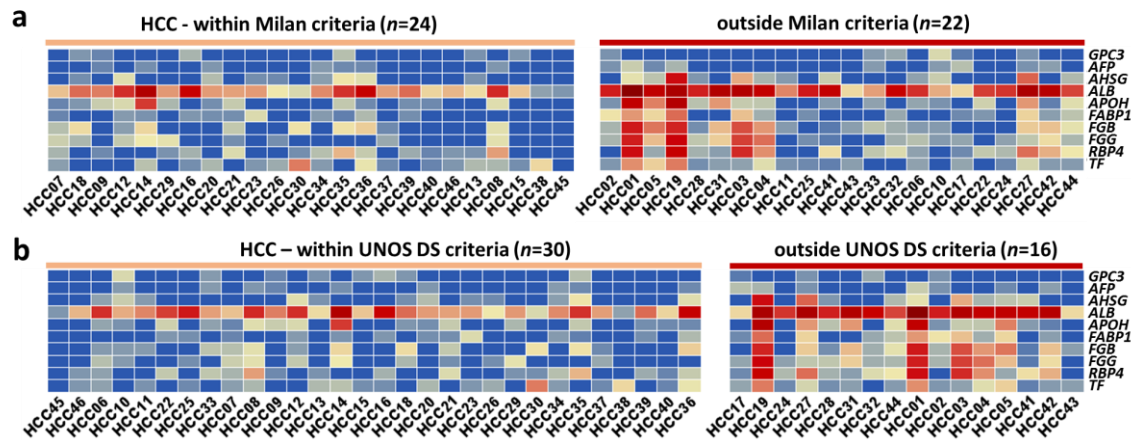 a
HCC - within Milan criteria (n=24)
outside Milan criteria (n=22)
GPC3
AFP
AHSG
ALB
APOH
FABP1
FGB
FGG
RBP4
TF
HCC07 HCC18 HCC09 HCC12 HCC14 HCC29 HCC16 HCC20 HCC21 HCC23 HCC26 HCC30 HCC34 HCC35 HCC36 HCC37 HCC39 HCC40 HCC46 HCC13 HCC08 HCC15 HCC38 HCC45
HCC02 HCC01 HCC05 HCC19 HCC28 HCC31 HCC03 HCC04 HCC11 HCC25 HCC41 HCC43 HCC33 HCC32 HCC06 HCC10 HCC17 HCC22 HCC24 HCC27 HCC42 HCC44
b
HCC – within UNOS DS criteria (n=30)
outside UNOS DS criteria (n=16)
GPC3
AFP
AHSG
ALB
APOH
FABP1
FGB
FGG
RBP4
TF
HCC45 HCC46 HCC06 HCC10 HCC11 HCC22 HCC25 HCC33 HCC07 HCC08 HCC09 HCC12 HCC13 HCC14 HCC15 HCC16 HCC18 HCC20 HCC21 HCC23 HCC26 HCC29 HCC30 HCC34 HCC35 HCC37 HCC38 HCC39 HCC40 HCC36
HCC17 HCC19 HCC24 HCC27 HCC28 HCC31 HCC32 HCC44 HCC01 HCC02 HCC03 HCC04 HCC05 HCC41 HCC42 HCC43